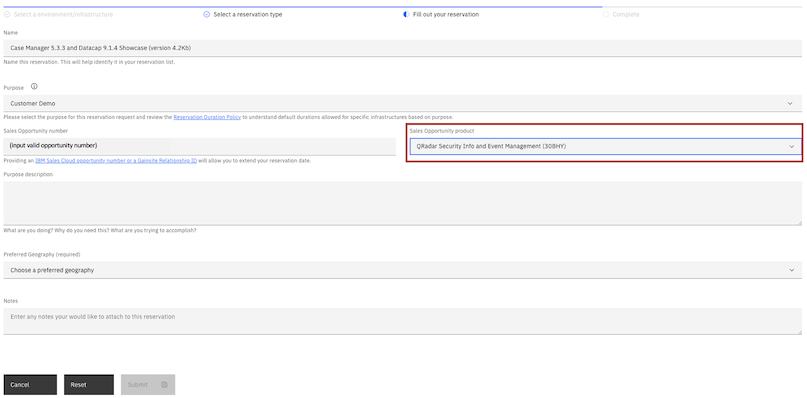 Select a environment/infrastructure
Select a reservation type
Fill out your reservation
Complete
Name
Case Manager 5.3.3 and Datacap 9.1.4 Showcase (version 4.2Kb)
Name this reservation. This will help identify it in your reservation list.
Purpose
Customer Demo
Please select the purpose for this reservation request and review the Reservation Duration Policy to understand default durations allowed for specific infrastructures based on purpose.
Sales Opportunity number
Sales Opportunity product
(input valid opportunity number)
QRadar Security Info and Event Management (30BHY)
Providing an IBM Sales Cloud opportunity number or a Gainsite Relationship ID will allow you to extend your reservation date.
Purpose description
What are you doing? Why do you need this? What are you trying to accomplish?
Preferred Geography (required)
Choose a preferred geography
Notes
Enter any notes your would like to attach to this reservation
Cancel
Reset
Submit